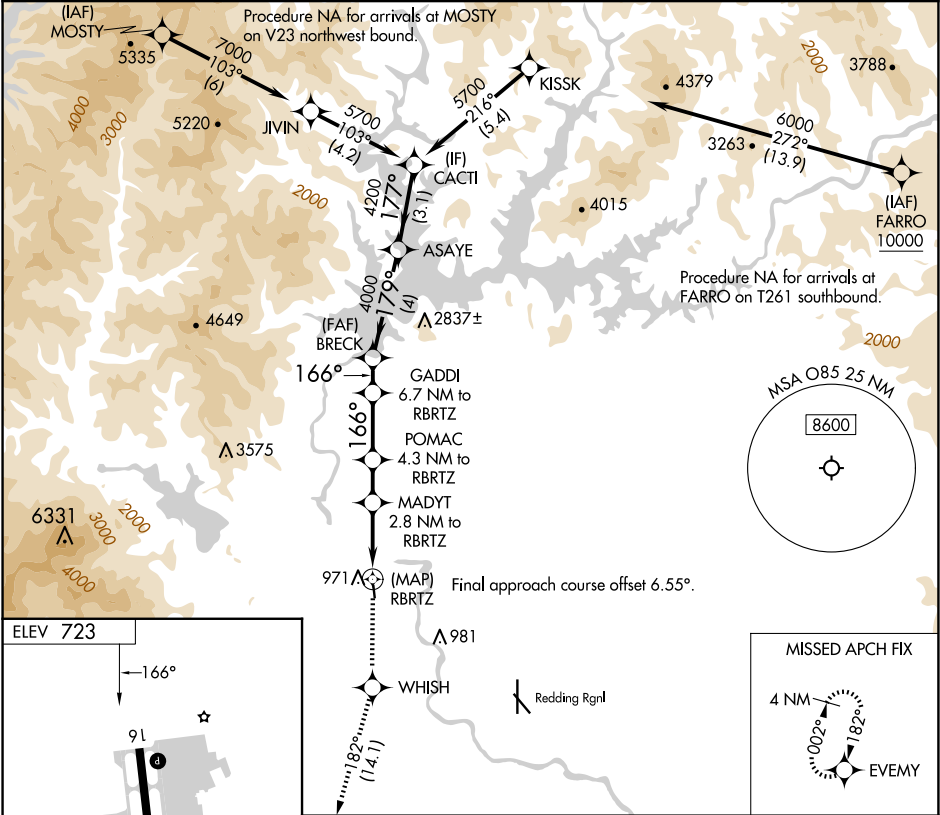 (IAF)
MOSTY
Procedure NA for arrivals at MOSTY
on V23 northwest bound.
5335
7000
103°
(6)
5220
JIVIN
5700
103°
(4.2)
KISSK
5700
216°
(5.4)
4379
2000
3788
6000
272°
(13.9)
3263
(IAF)
FARRO
10000
4000
3000
2000
(IF)
CACTI
4200
177°
(3.1)
4015
ASAYE
Procedure NA for arrivals at
FARRO on T261 southbound.
4000
179°
(4)
2837±
4649
(FAF)
BRECK
2000
166°
GADDI
6.7 NM to
RBRTZ
166°
POMAC
4.3 NM to
RBRTZ
MADYT
2.8 NM to
RBRTZ
MSA O85 25 NM
8600
3575
6331
3000
2000
4000
971
(MAP)
RBRTZ
Final approach course offset 6.55°.
981
ELEV 723
166°
16
P
WHISH
182°
(14.1)
Redding Rgnl
MISSED APCH FIX
4 NM
002°
182°
EVEMY